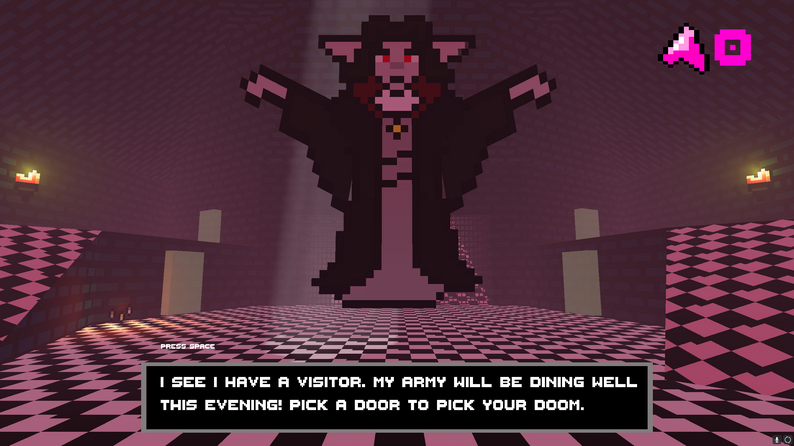 0
PRESS SPACE
I SEE I HAVE A VISITOR. MY ARMY WILL BE DINING WELL
THIS EVENING! PICK A DOOR TO PICK YOUR DOOM.